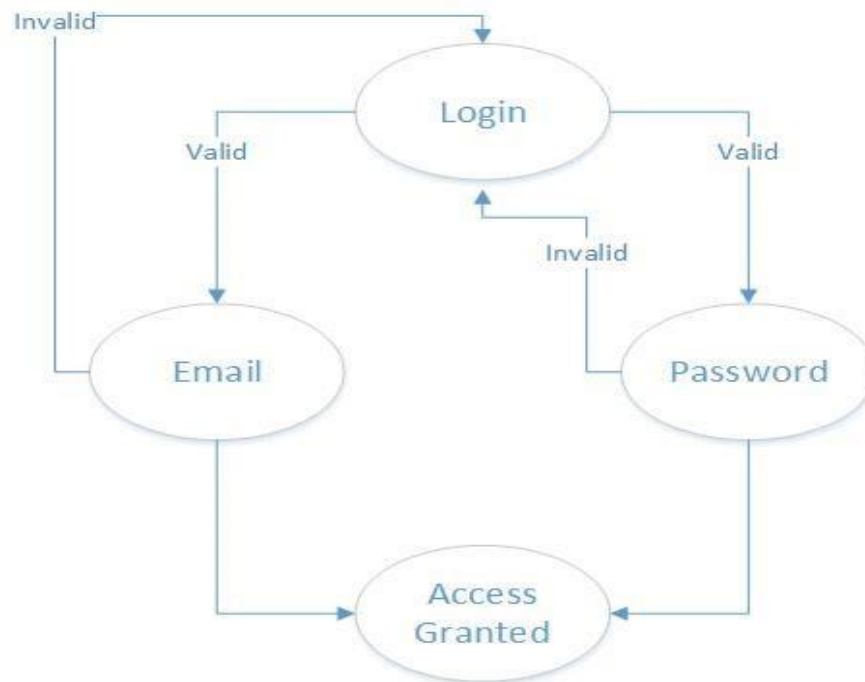 Invalid
Login
Valid
Valid
Invalid
Email
Password
Access
Granted